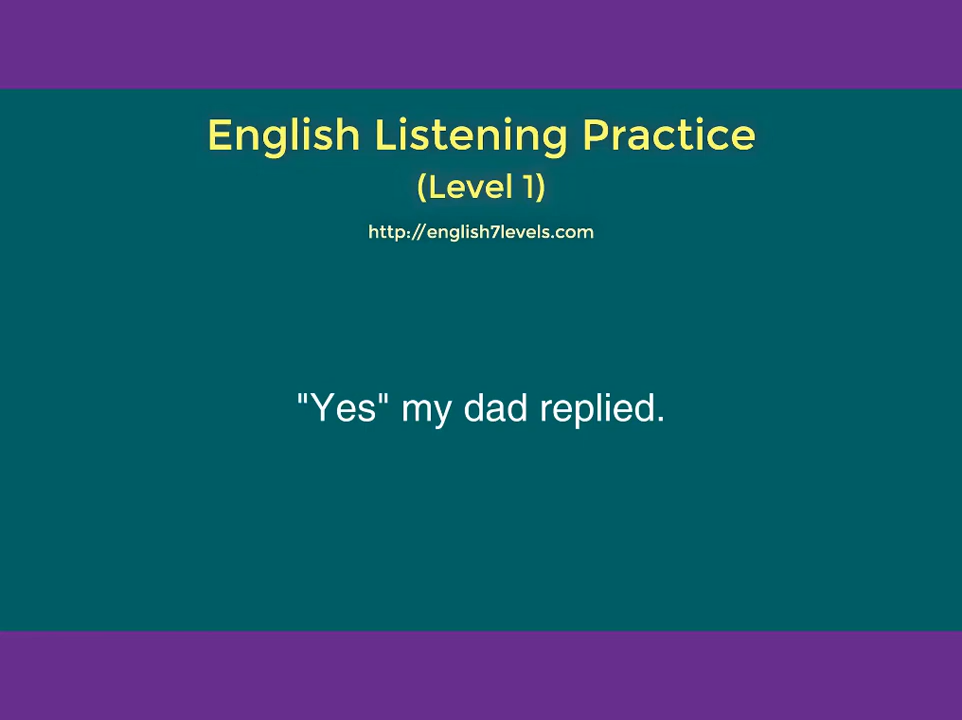 English Listening Practice
(Level 1)
http://english7levels.com
"Yes" my dad replied.